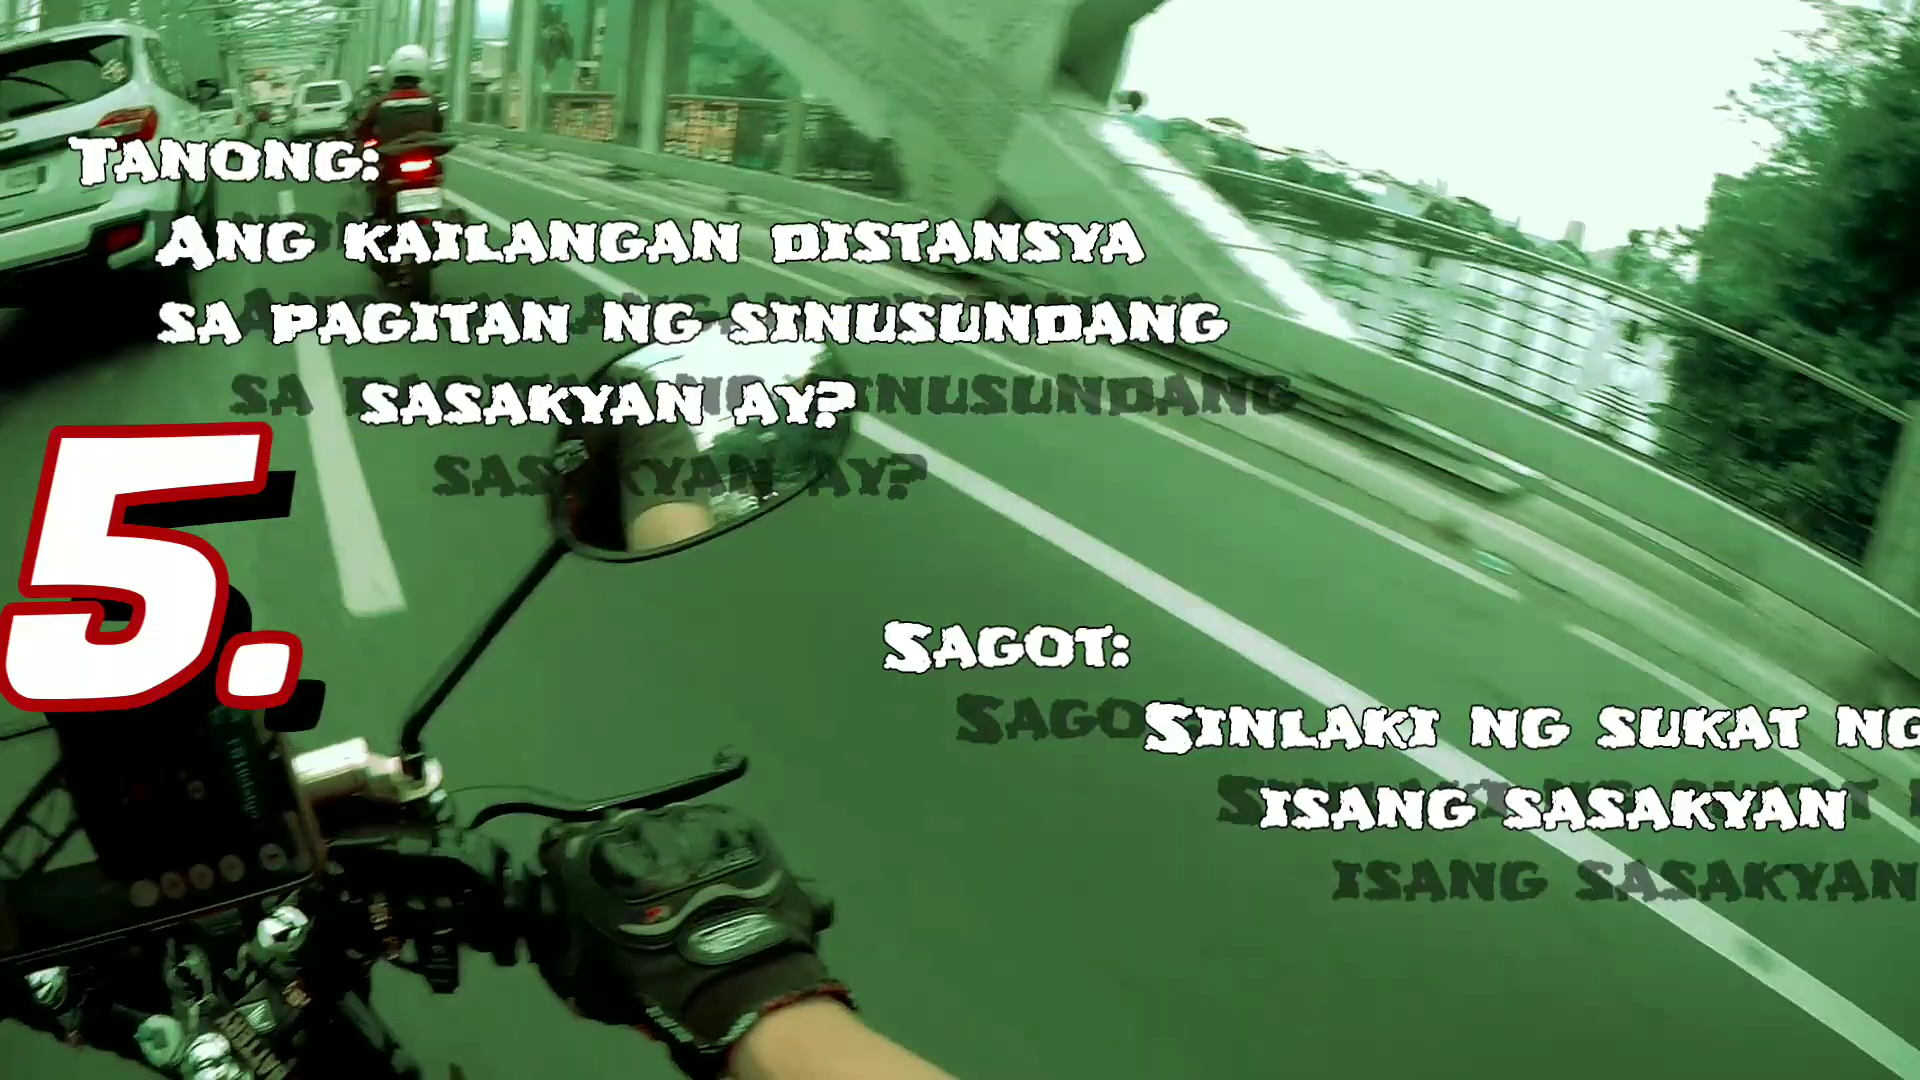 Tanong:
Ang kailangan distansya
sa pagitan ng sinusundang
sasakyan ay?
5.
Sagot:
Sinlaki ng sukat ng
isang sasakyan